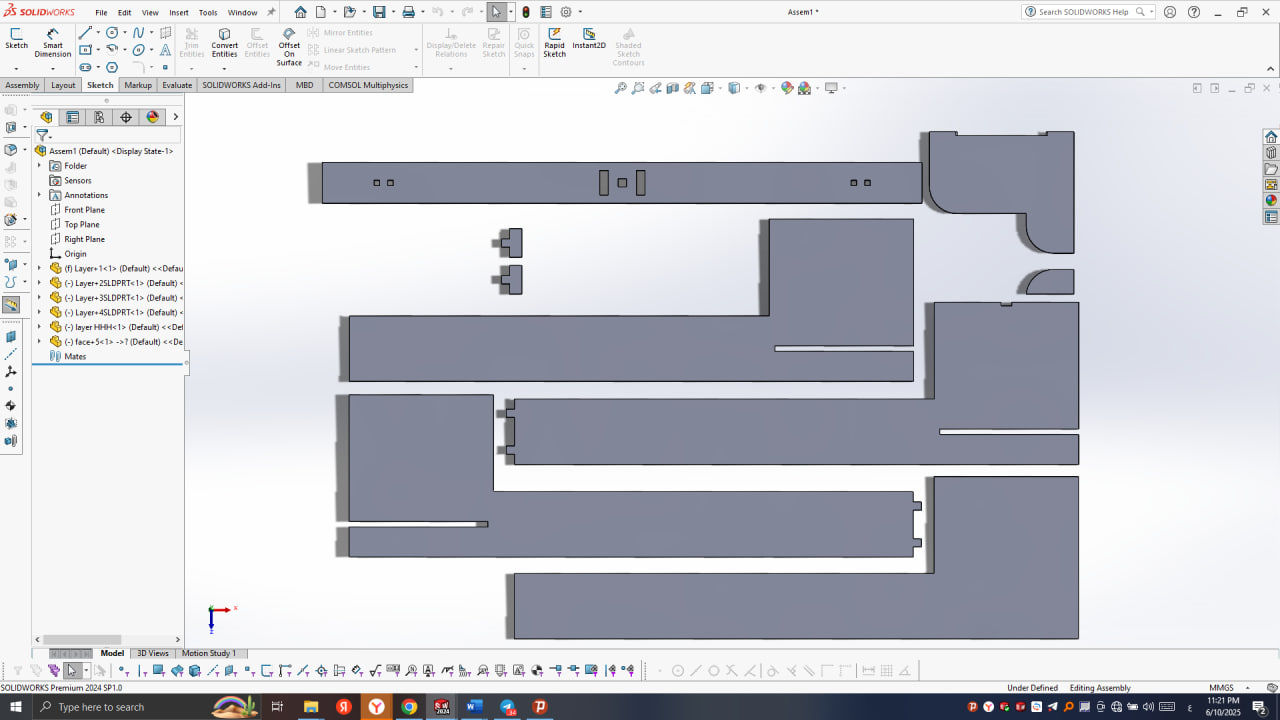 SOLIDWORKS
File
Edit
View
Insert
Tools
Window
Assem1 *
Search SOLIDWORKS Help
Sketch
Smart Dimension
Trim Entities
Convert Entities
Offset Entities
Offset On Surface
Mirror Entities
Linear Sketch Pattern
Move Entities
Display/Delete Relations
Repair Sketch
Quick Snaps
Rapid Sketch
Instant2D
Shaded Sketch Contours
Assembly
Layout
Sketch
Markup
Evaluate
SOLIDWORKS Add-Ins
MBD
COMSOL Multiphysics
Assem1 (Default) <Display State-1>
Folder
Sensors
Annotations
Front Plane
Top Plane
Right Plane
Origin
(f) Layer+1<1> (Default) <<Defau
(-) Layer+2SLDPRT<1> (Default) <
(-) Layer+3SLDPRT<1> (Default) <
(-) Layer+4SLDPRT<1> (Default) <
(-) layer HHH<1> (Default) <<Def
(-) face+5<1> ->? (Default) <<De
Mates
Model
3D Views
Motion Study 1
SOLIDWORKS Premium 2024 SP1.0
Under Defined
Editing Assembly
MMGS
Type here to search
34
11:21 PM
6/10/2025